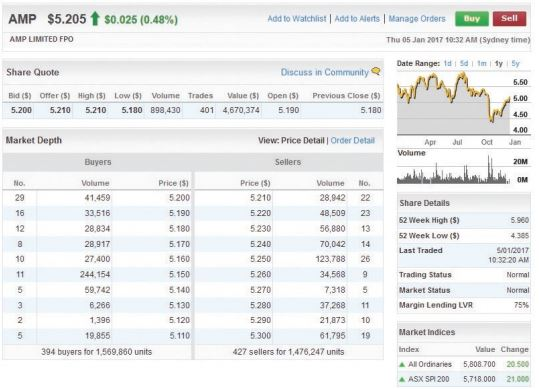 AMP $5.205 $0.025 (0.48%) Add to Watchlist | Add to Alerts | Manage Orders Buy Sell
AMP LIMITED FPO Thu 05 Jan 2017 10:32 AM (Sydney time)
Share Quote Discuss in Community
Bid ($) Offer ($) High ($) Low ($) Volume Trades Value ($) Open ($) Previous Close ($)
5.200 5.210 5.210 5.180 898,430 401 4,670,374 5.190 5.180
Market Depth View: Price Detail | Order Detail
Buyers Sellers
No. Volume Price ($) Price ($) Volume No.
29 41,459 5.200 5.210 28,942 22
16 33,516 5.190 5.220 48,509 23
12 28,834 5.180 5.230 56,880 13
8 28,917 5.170 5.240 70,042 14
10 27,400 5.160 5.250 123,788 26
11 244,154 5.150 5.260 34,568 9
5 59,742 5.140 5.270 7,318 5
3 6,266 5.130 5.280 37,268 11
2 1,396 5.120 5.290 21,873 10
5 19,855 5.110 5.300 61,795 19
394 buyers for 1,569,860 units 427 sellers for 1,476,247 units
Date Range: 1d | 5d | 1m | 1y | 5y
5.50
5.00
4.50
4.00
Apr Jul Oct Jan
Volume
20M
0M
Share Details
52 Week High ($) 5.960
52 Week Low ($) 4.385
Last Traded 5/01/2017
10:32:20 AM
Trading Status Normal
Market Status Normal
Margin Lending LVR 75%
Market Indices
Index Value Change
All Ordinaries 5,808.700 20.500
ASX SPI 200 5,718.000 21.000